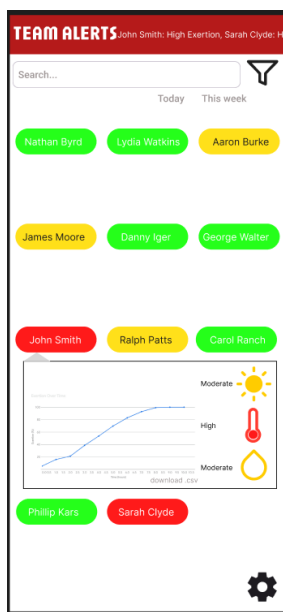 TEAM ALERTS John Smith: High Exertion, Sarah Clyde: H
Search...
Today This week
Nathan Byrd Lydia Watkins Aaron Burke
James Moore Danny Iger George Walter
John Smith Ralph Patts Carol Ranch
Moderate
High
Moderate
download .csv
Phillip Kars Sarah Clyde